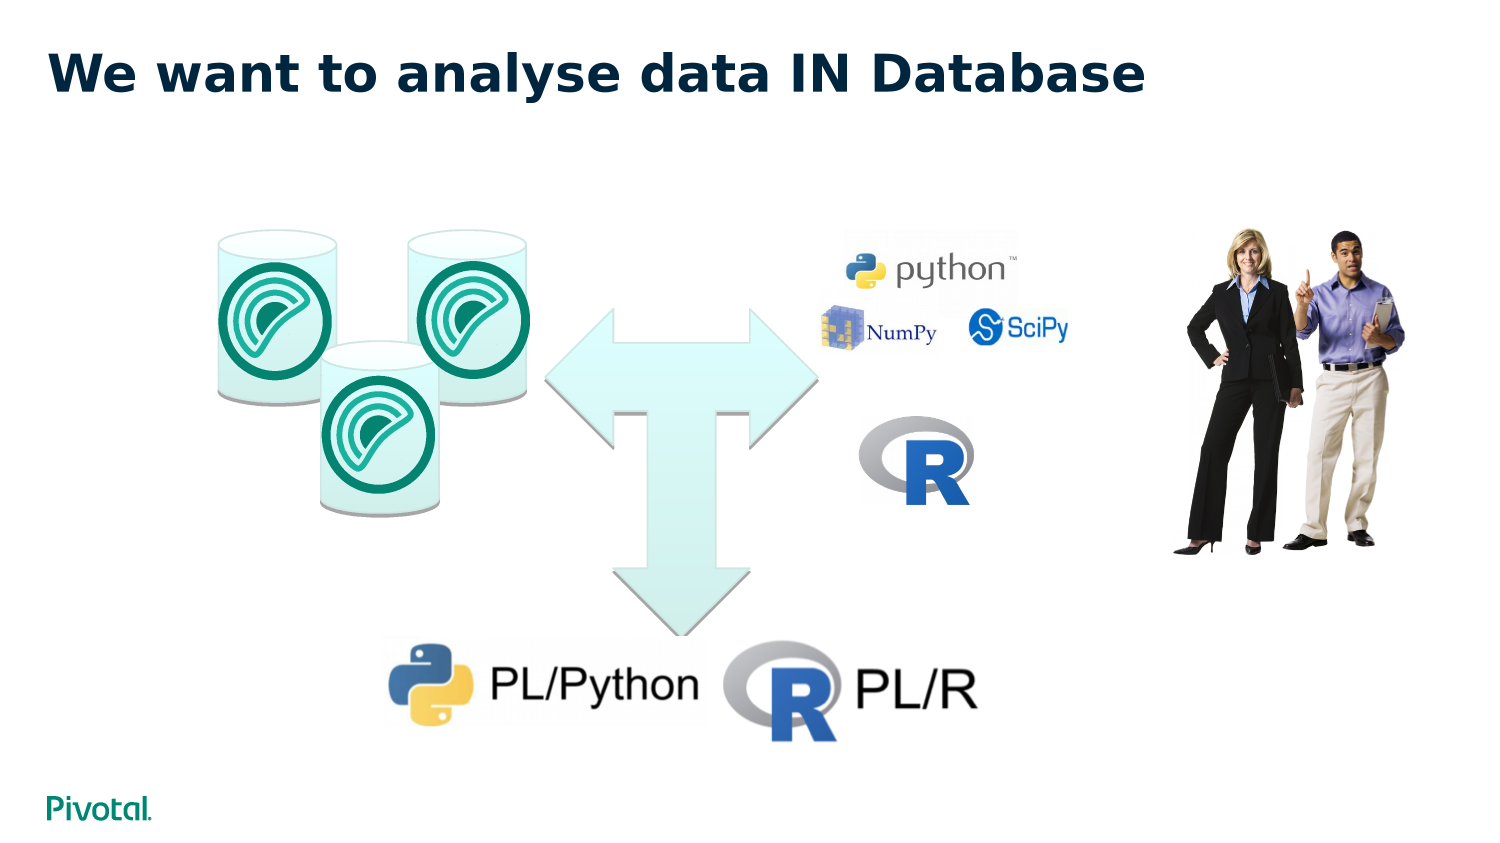 We want to analyse data IN Database
python™
NumPy
SciPy
R
PL/Python
R PL/R
Pivotal.